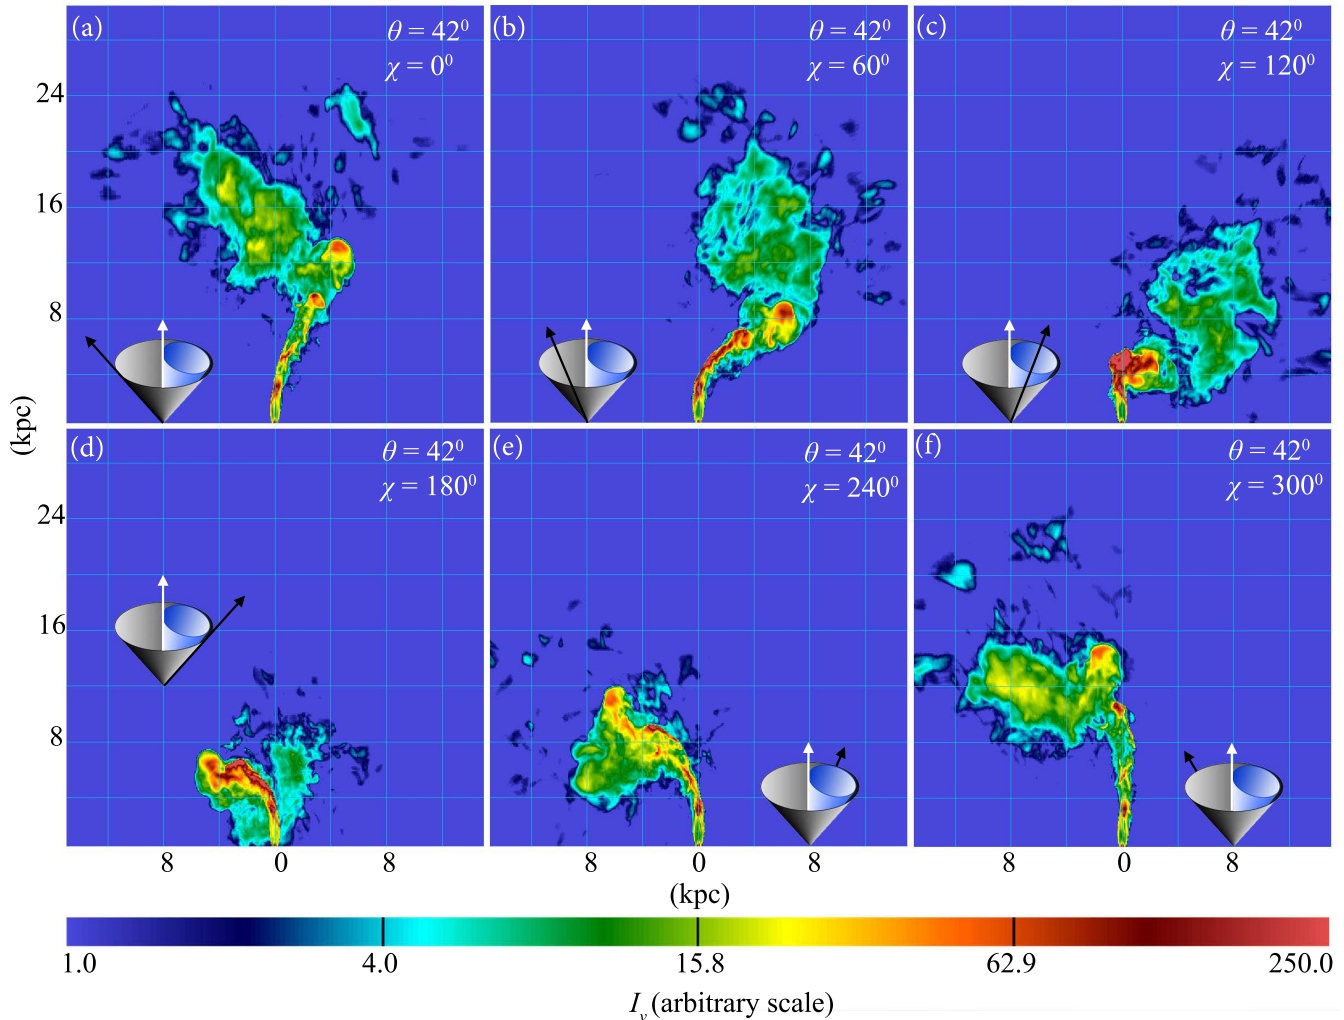 (a) θ = 42⁰
χ = 0⁰
(b) θ = 42⁰
χ = 60⁰
(c) θ = 42⁰
χ = 120⁰
24
16
8
(kpc)
(d) θ = 42⁰
χ = 180⁰
(e) θ = 42⁰
χ = 240⁰
(f) θ = 42⁰
χ = 300⁰
24
16
8
8 0 8 8 0 8 8 0 8
(kpc)
1.0 4.0 15.8 62.9 250.0
Iᵥ (arbitrary scale)